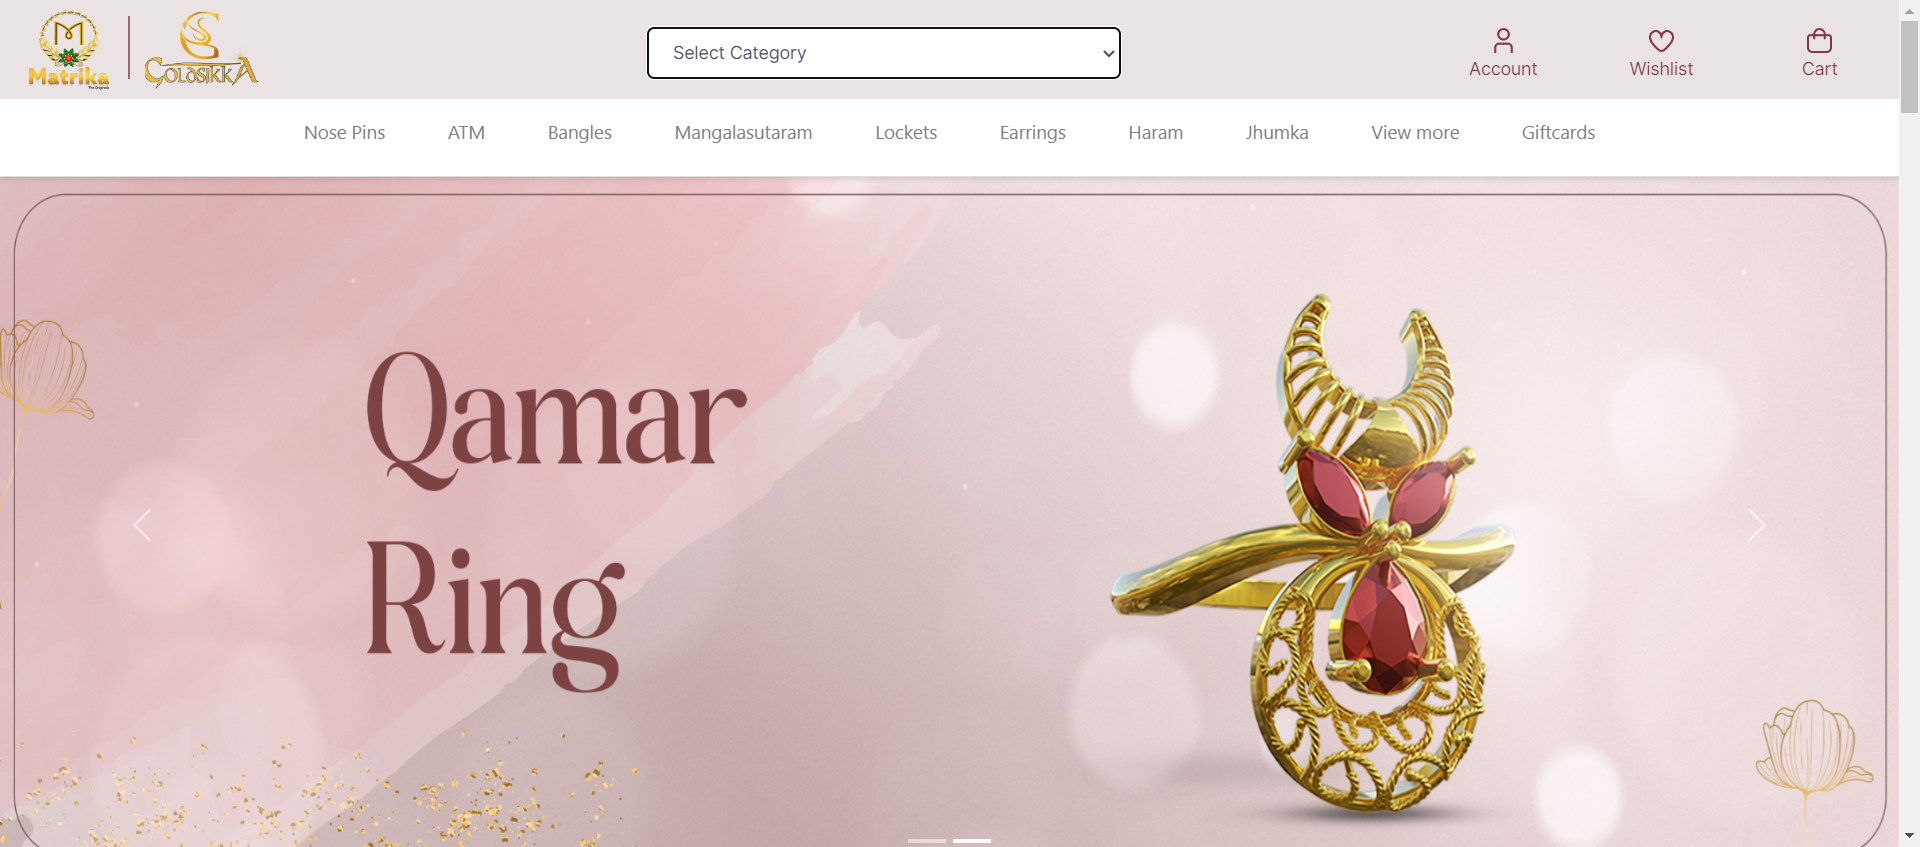 Matrika
GOLDSIKKA
Select Category
Account
Wishlist
Cart
Nose Pins
ATM
Bangles
Mangalasutaram
Lockets
Earrings
Haram
Jhumka
View more
Giftcards
Qamar
Ring